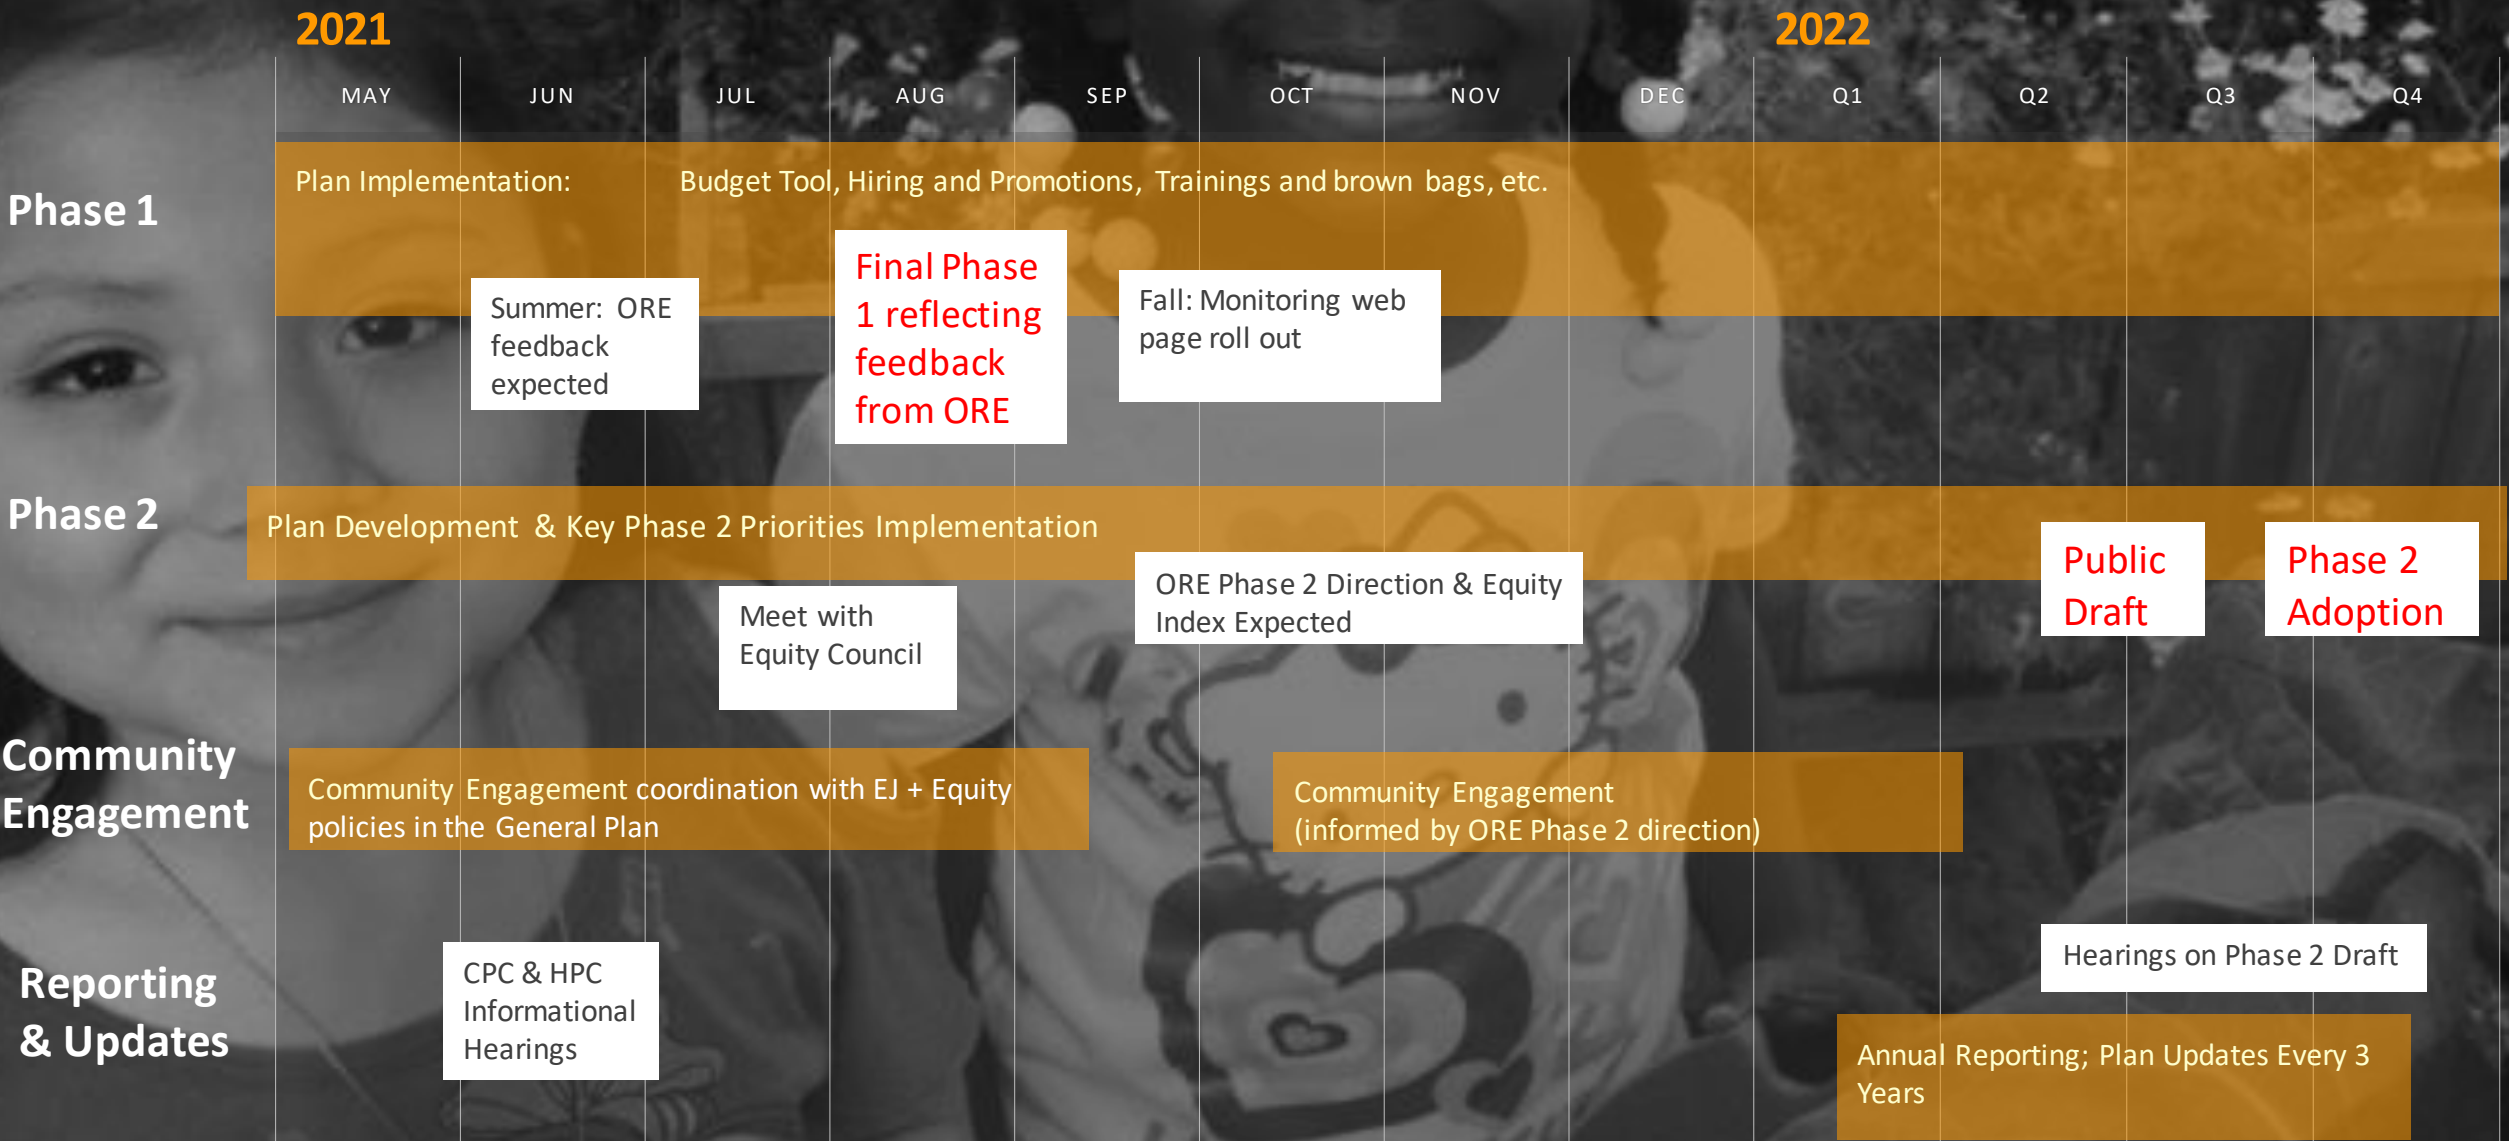 2021
2022
MAY
JUN
JUL
AUG
SEP
OCT
NOV
DEC
Q1
Q2
Q3
Q4
Phase 1
Plan Implementation: Budget Tool, Hiring and Promotions, Trainings and brown bags, etc.
Summer: ORE
feedback
expected
Final Phase
1 reflecting
feedback
from ORE
Fall: Monitoring web
page roll out
Phase 2
Plan Development & Key Phase 2 Priorities Implementation
Meet with
Equity Council
ORE Phase 2 Direction & Equity
Index Expected
Public
Draft
Phase 2
Adoption
Community
Engagement
Community Engagement coordination with EJ + Equity
policies in the General Plan
Community Engagement
(informed by ORE Phase 2 direction)
Reporting
& Updates
CPC & HPC
Informational
Hearings
Hearings on Phase 2 Draft
Annual Reporting; Plan Updates Every 3
Years